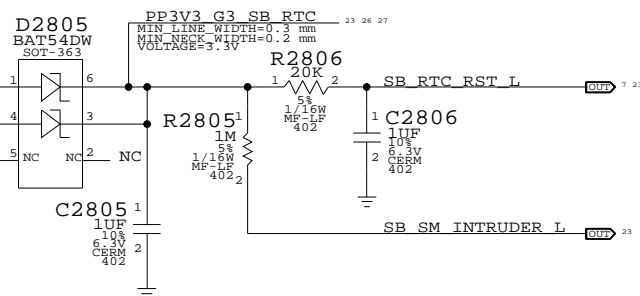 D2805
BAT54DW
SOT-363
1
6
4
3
5
NC
NC
2
NC
PP3V3_G3_SB_RTC
23 26 27
MIN_LINE_WIDTH=0.3 mm
MIN_NECK_WIDTH=0.2 mm
VOLTAGE=3.3V
R2806
20K
1
2
5%
1/16W
MF-LF
402
SB_RTC_RST_L
OUT
7 23
R2805
1
1M
5%
1/16W
MF-LF
402
2
C2806
1
1UF
10%
6.3V
CERM
402
2
C2805
1
1UF
10%
6.3V
CERM
402
2
SB_SM_INTRUDER_L
OUT
23